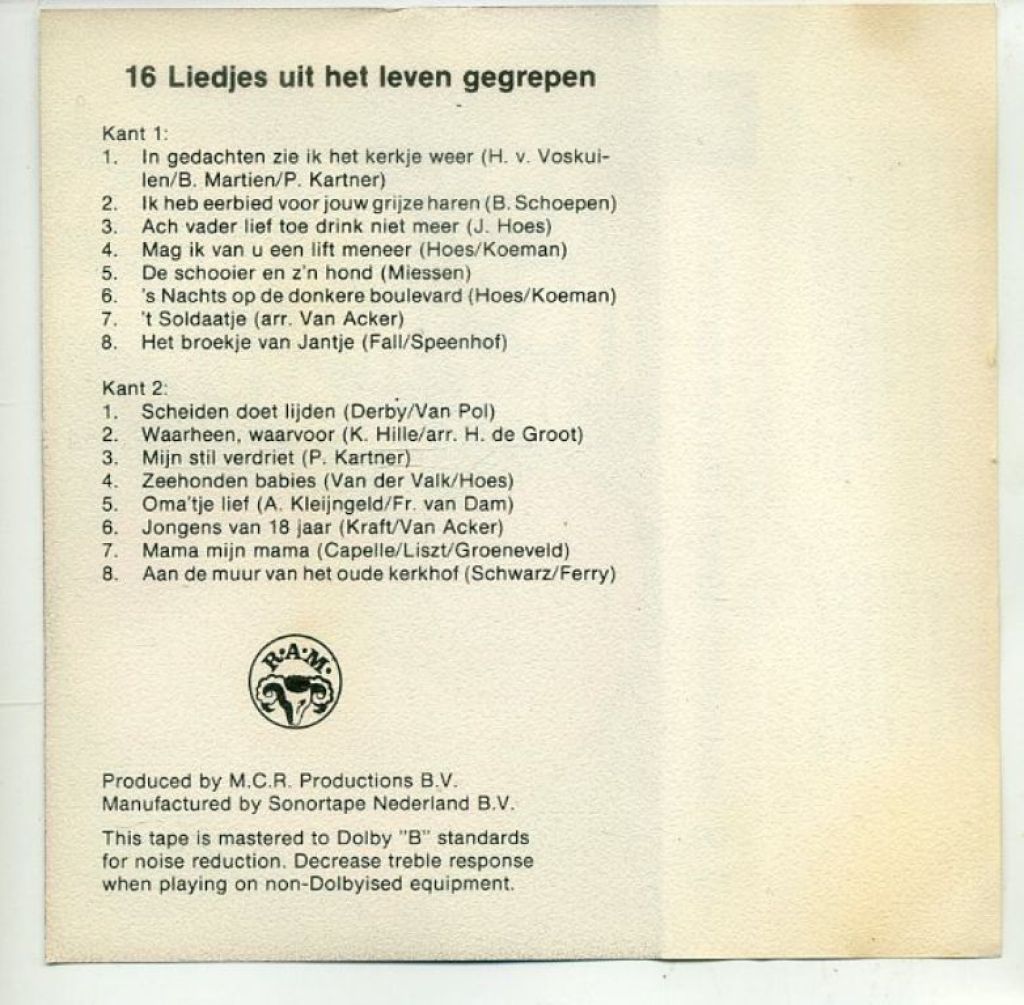 16 Liedjes uit het leven gegrepen
Kant 1:
1. In gedachten zie ik het kerkje weer (H. v. Voskui-
len/B. Martien/P. Kartner)
2. Ik heb eerbied voor jouw grijze haren (B. Schoepen)
3. Ach vader lief toe drink niet meer (J. Hoes)
4. Mag ik van u een lift meneer (Hoes/Koeman)
5. De schooier en z'n hond (Miessen)
6. 's Nachts op de donkere boulevard (Hoes/Koeman)
7. 't Soldaatje (arr. Van Acker)
8. Het broekje van Jantje (Fall/Speenhof)
Kant 2:
1. Scheiden doet lijden (Derby/Van Pol)
2. Waarheen, waarvoor (K. Hille/arr. H. de Groot)
3. Mijn stil verdriet (P. Kartner)
4. Zeehonden babies (Van der Valk/Hoes)
5. Oma'tje lief (A. Kleijngeld/Fr. van Dam)
6. Jongens van 18 jaar (Kraft/Van Acker)
7. Mama mijn mama (Capelle/Liszt/Groeneveld)
8. Aan de muur van het oude kerkhof (Schwarz/Ferry)
R·A·M·
Produced by M.C.R. Productions B.V.
Manufactured by Sonortape Nederland B.V.
This tape is mastered to Dolby "B" standards
for noise reduction. Decrease treble response
when playing on non-Dolbyised equipment.